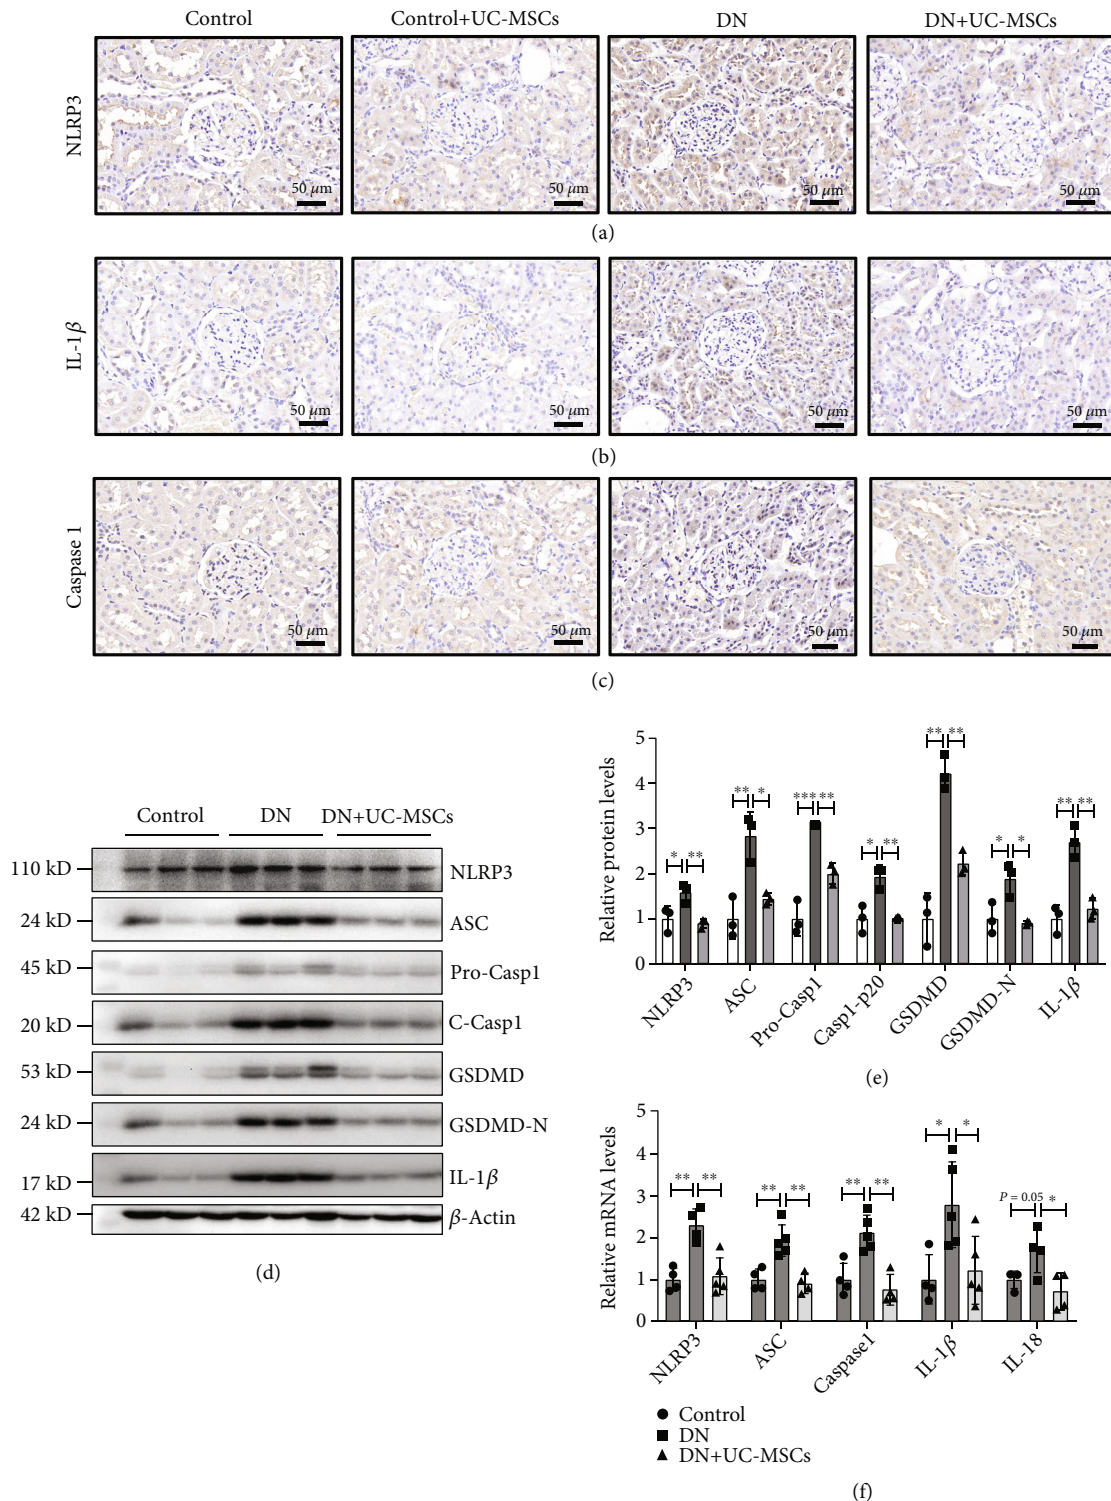 Control Control+UC-MSCs DN DN+UC-MSCs
NLRP3
50 µm 50 µm 50 µm 50 µm
(a)
IL-1β
50 µm 50 µm 50 µm 50 µm
(b)
Caspase 1
50 µm 50 µm 50 µm 50 µm
(c)
Control DN DN+UC-MSCs
110 kD NLRP3
24 kD ASC
45 kD Pro-Casp1
20 kD C-Casp1
53 kD GSDMD
24 kD GSDMD-N
17 kD IL-1β
42 kD β-Actin
(d)
Relative protein levels
5
4
3
2
1
0
* ** ** * *** ** * ** ** ** * * ** **
NLRP3 ASC Pro-Casp1 Casp1-p20 GSDMD GSDMD-N IL-1β
(e)
Relative mRNA levels
5
4
3
2
1
0
** ** ** ** ** ** * * P = 0.05 *
NLRP3 ASC Caspase1 IL-1β IL-18
Control
DN
DN+UC-MSCs
(f)